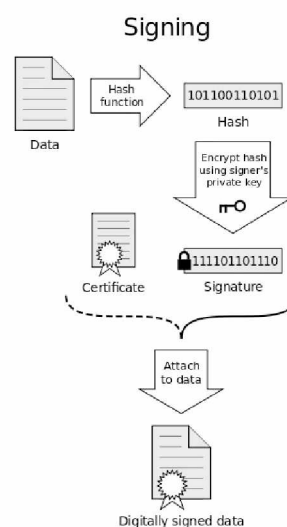 Signing
Hash
function
101100110101
Hash
Data
Encrypt hash
using signer's
private key
111101101110
Certificate
Signature
Attach
to data
Digitally signed data